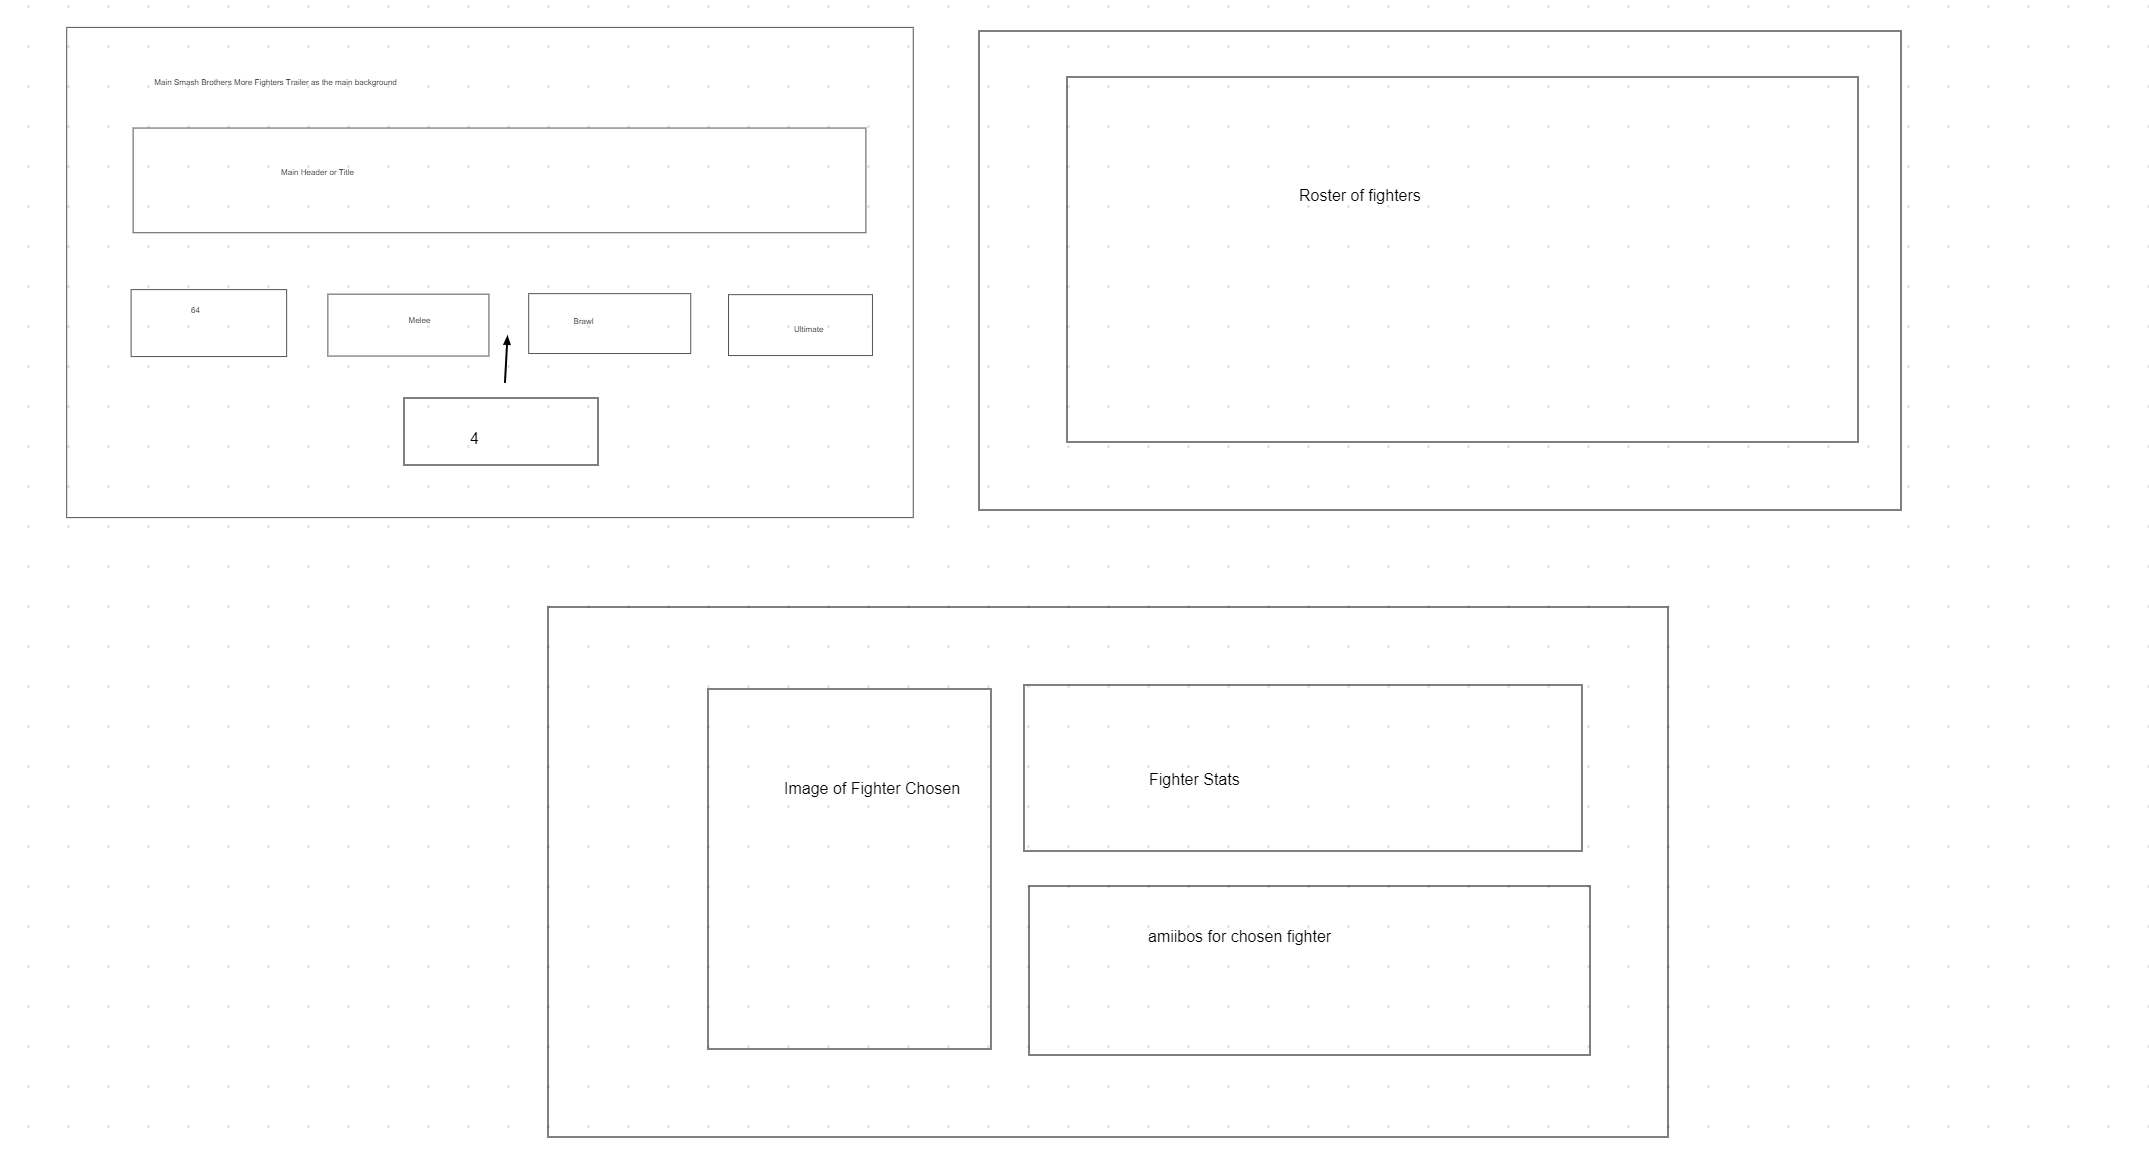 Main Smash Brothers More Fighters Trailer as the main background
Main Header or Title
64
Melee
Brawl
Ultimate
4
Roster of fighters
Image of Fighter Chosen
Fighter Stats
amiibos for chosen fighter